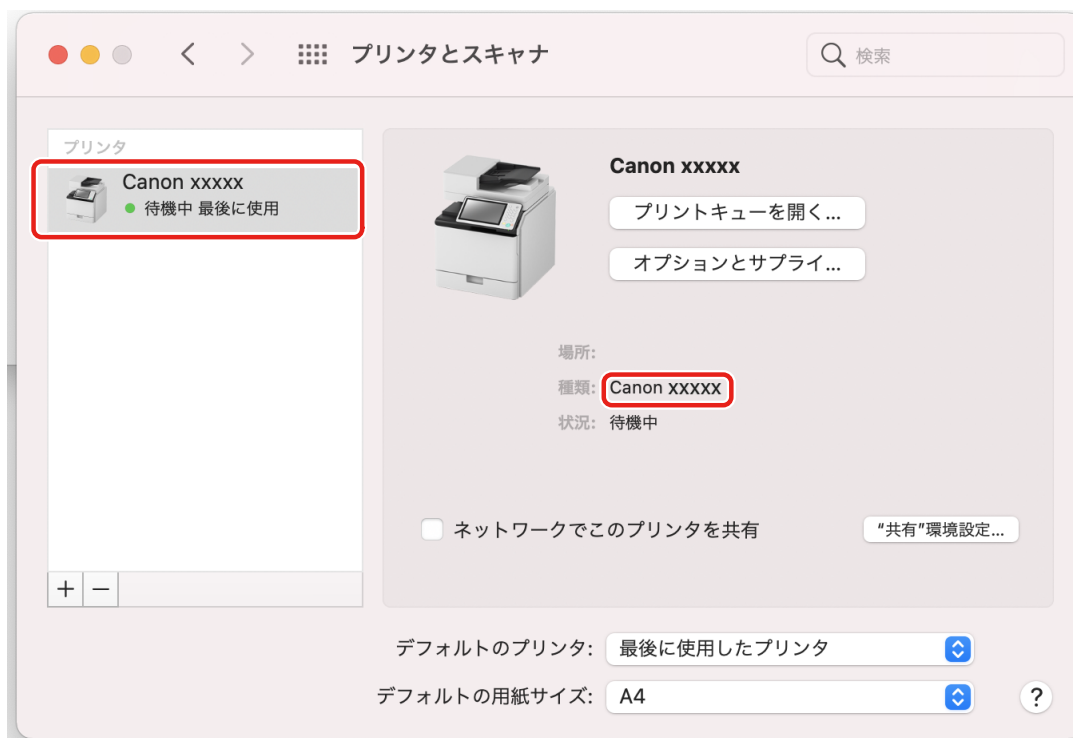 プリンタとスキャナ
検索
プリンタ
Canon xxxxx
待機中 最後に使用
Canon xxxxx
プリントキューを開く...
オプションとサプライ...
場所:
種類: Canon xxxxx
状況: 待機中
ネットワークでこのプリンタを共有
“共有”環境設定...
+ −
デフォルトのプリンタ: 最後に使用したプリンタ
デフォルトの用紙サイズ: A4
?